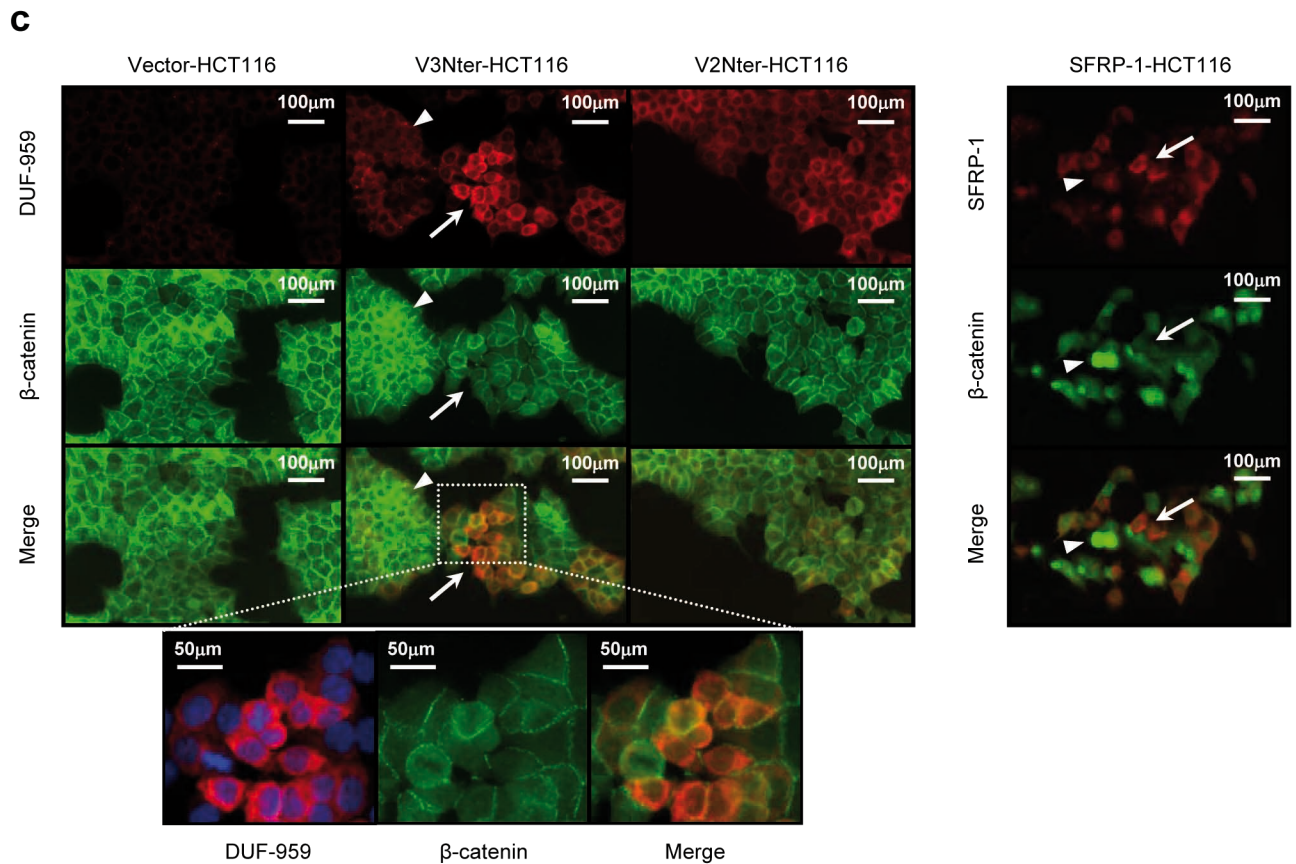 c
Vector-HCT116 V3Nter-HCT116 V2Nter-HCT116 SFRP-1-HCT116
DUF-959 100μm 100μm 100μm SFRP-1 100μm
β-catenin 100μm 100μm 100μm β-catenin 100μm
Merge 100μm 100μm 100μm Merge 100μm
50μm 50μm 50μm
DUF-959 β-catenin Merge